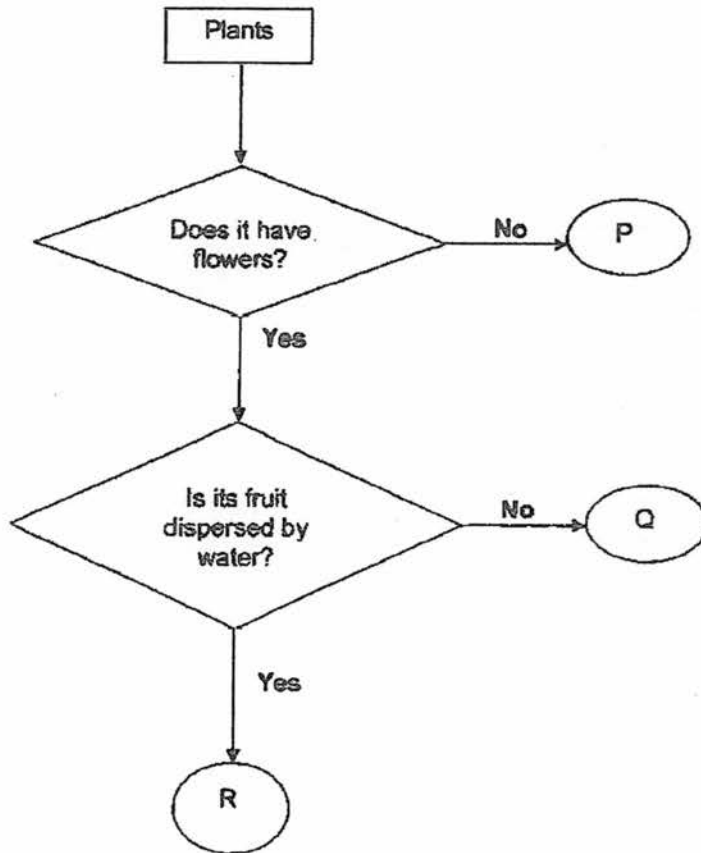 Plants
Does it have
flowers?
No
P
Yes
Is its fruit
dispersed by
water?
No
Q
Yes
R